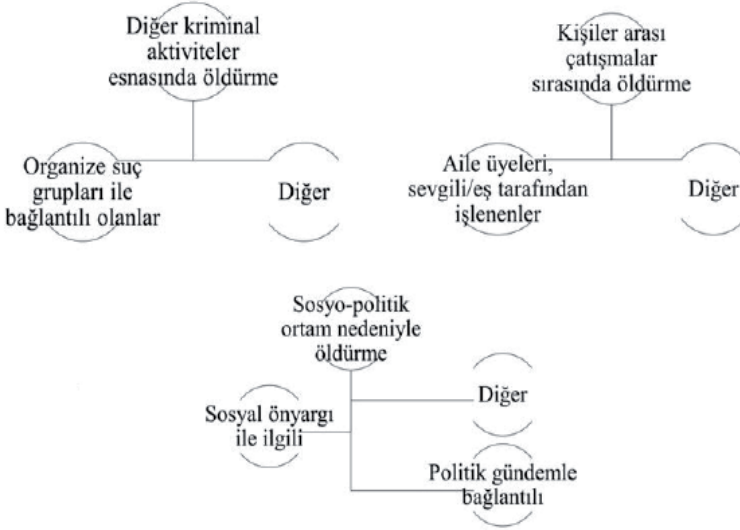 Diğer kriminal
aktiviteler
esnasında öldürme
Organize suç
grupları ile
bağlantılı olanlar
Diğer
Kişiler arası
çatışmalar
sırasında öldürme
Aile üyeleri,
sevgili/eş tarafından
işlenenler
Diğer
Sosyo-politik
ortam nedeniyle
öldürme
Diğer
Sosyal önyargı
ile ilgili
Politik gündemle
bağlantılı